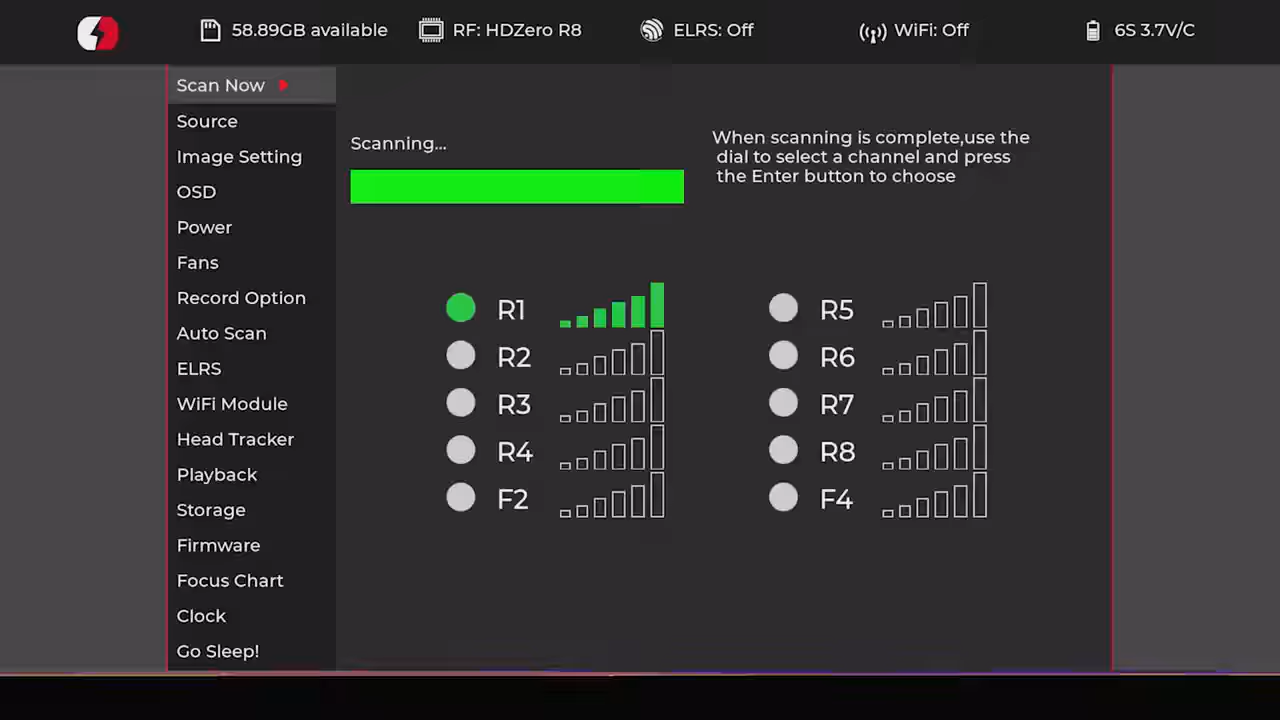 58.89GB available
RF: HDZero R8
ELRS: Off
WiFi: Off
6S 3.7V/C
Scan Now
Source
Image Setting
OSD
Power
Fans
Record Option
Auto Scan
ELRS
WiFi Module
Head Tracker
Playback
Storage
Firmware
Focus Chart
Clock
Go Sleep!
Scanning...
When scanning is complete,use the
dial to select a channel and press
the Enter button to choose
R1
R2
R3
R4
F2
R5
R6
R7
R8
F4